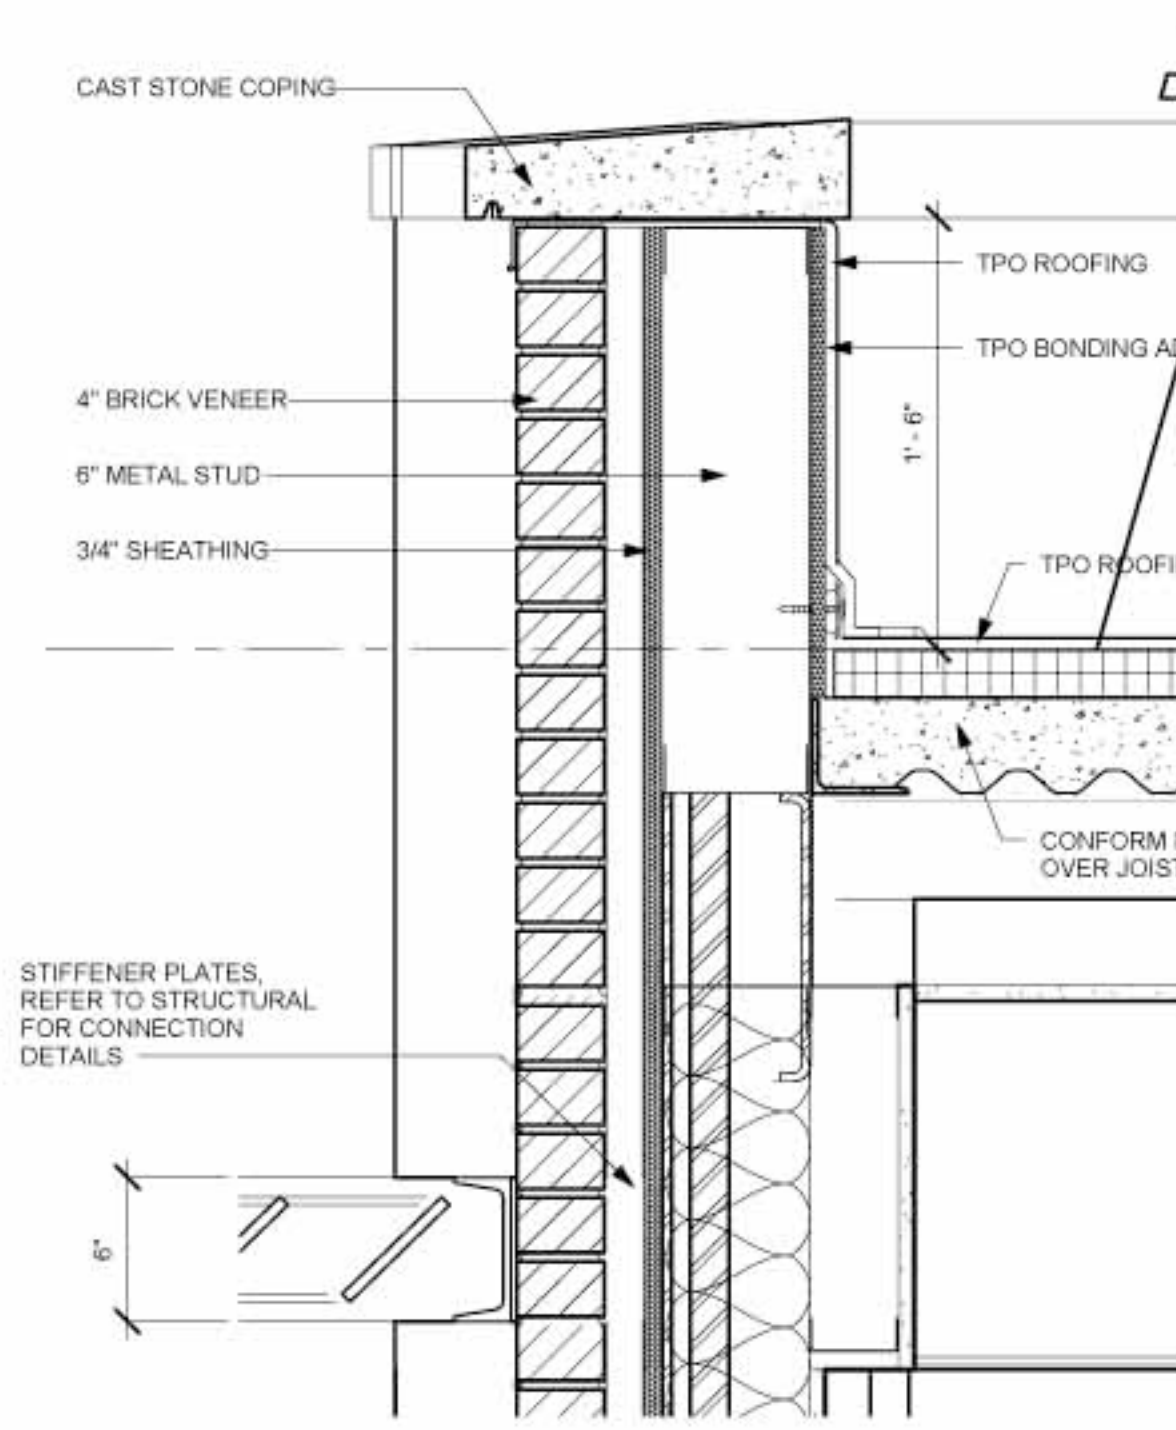 CAST STONE COPING
TPO ROOFING
TPO BONDING
4" BRICK VENEER
1' - 6"
6" METAL STUD
3/4" SHEATHING
TPO
CONFORM
OVER
STIFFENER PLATES,
REFER TO STRUCTURAL
FOR CONNECTION
DETAILS
6"